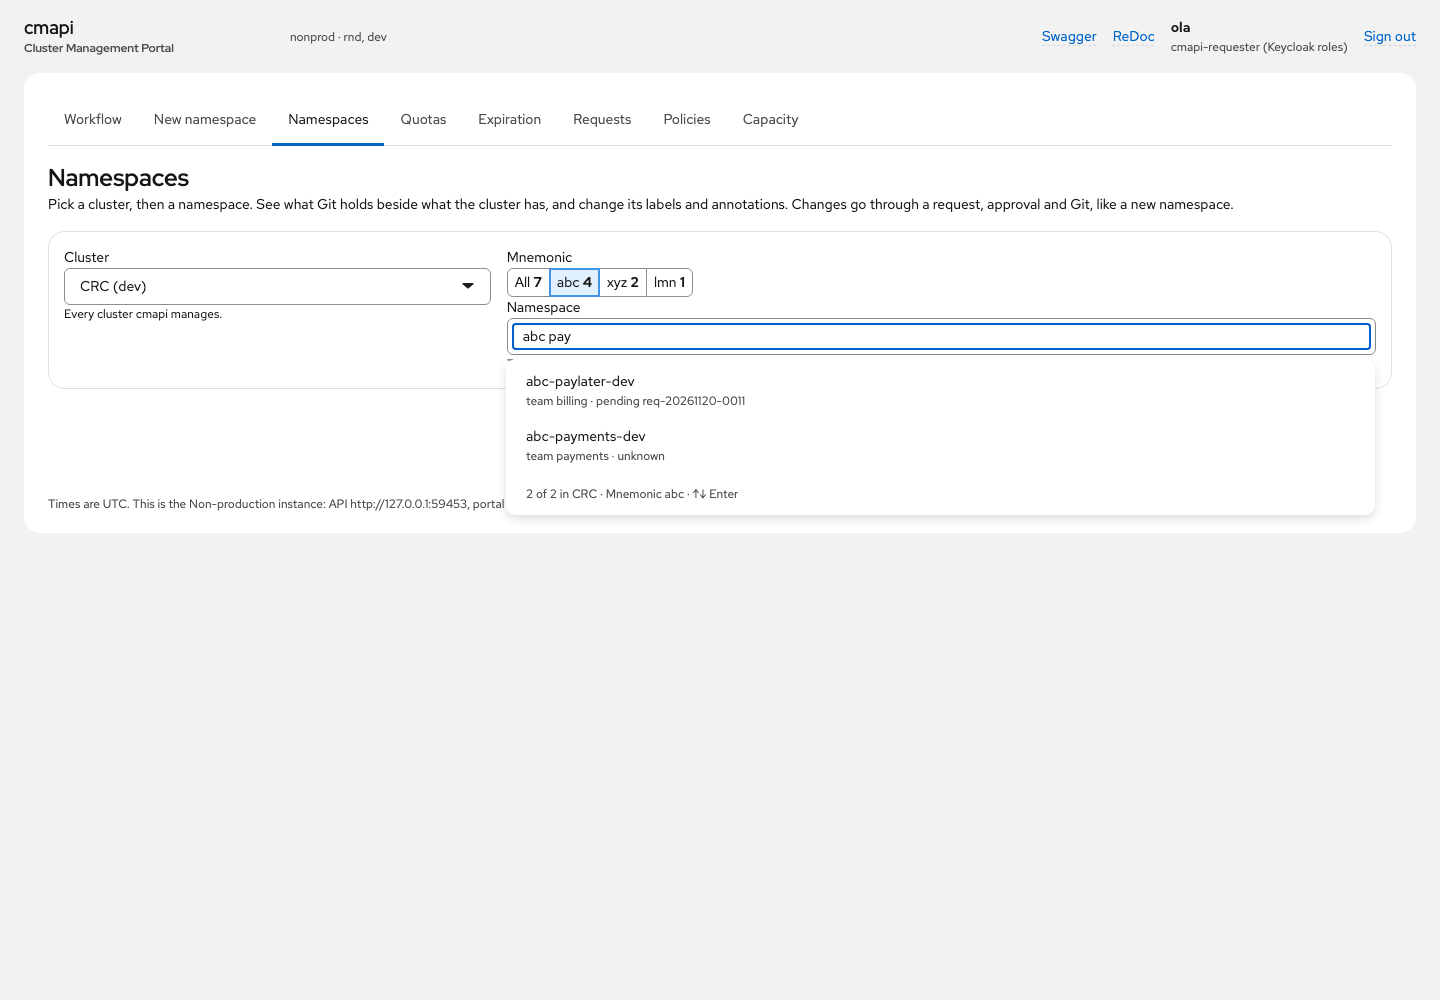 cmapi
Cluster Management Portal
nonprod · rnd, dev
Swagger
ReDoc
ola
cmapi-requester (Keycloak roles)
Sign out
Workflow
New namespace
Namespaces
Quotas
Expiration
Requests
Policies
Capacity
Namespaces
Pick a cluster, then a namespace. See what Git holds beside what the cluster has, and change its labels and annotations. Changes go through a request, approval and Git, like a new namespace.
Cluster
CRC (dev)
Every cluster cmapi manages.
Mnemonic
All 7
abc 4
xyz 2
lmn 1
Namespace
abc pay
abc-paylater-dev
team billing · pending req-20261120-0011
abc-payments-dev
team payments · unknown
2 of 2 in CRC · Mnemonic abc · ↑↓ Enter
Times are UTC. This is the Non-production instance: API http://127.0.0.1:59453, portal